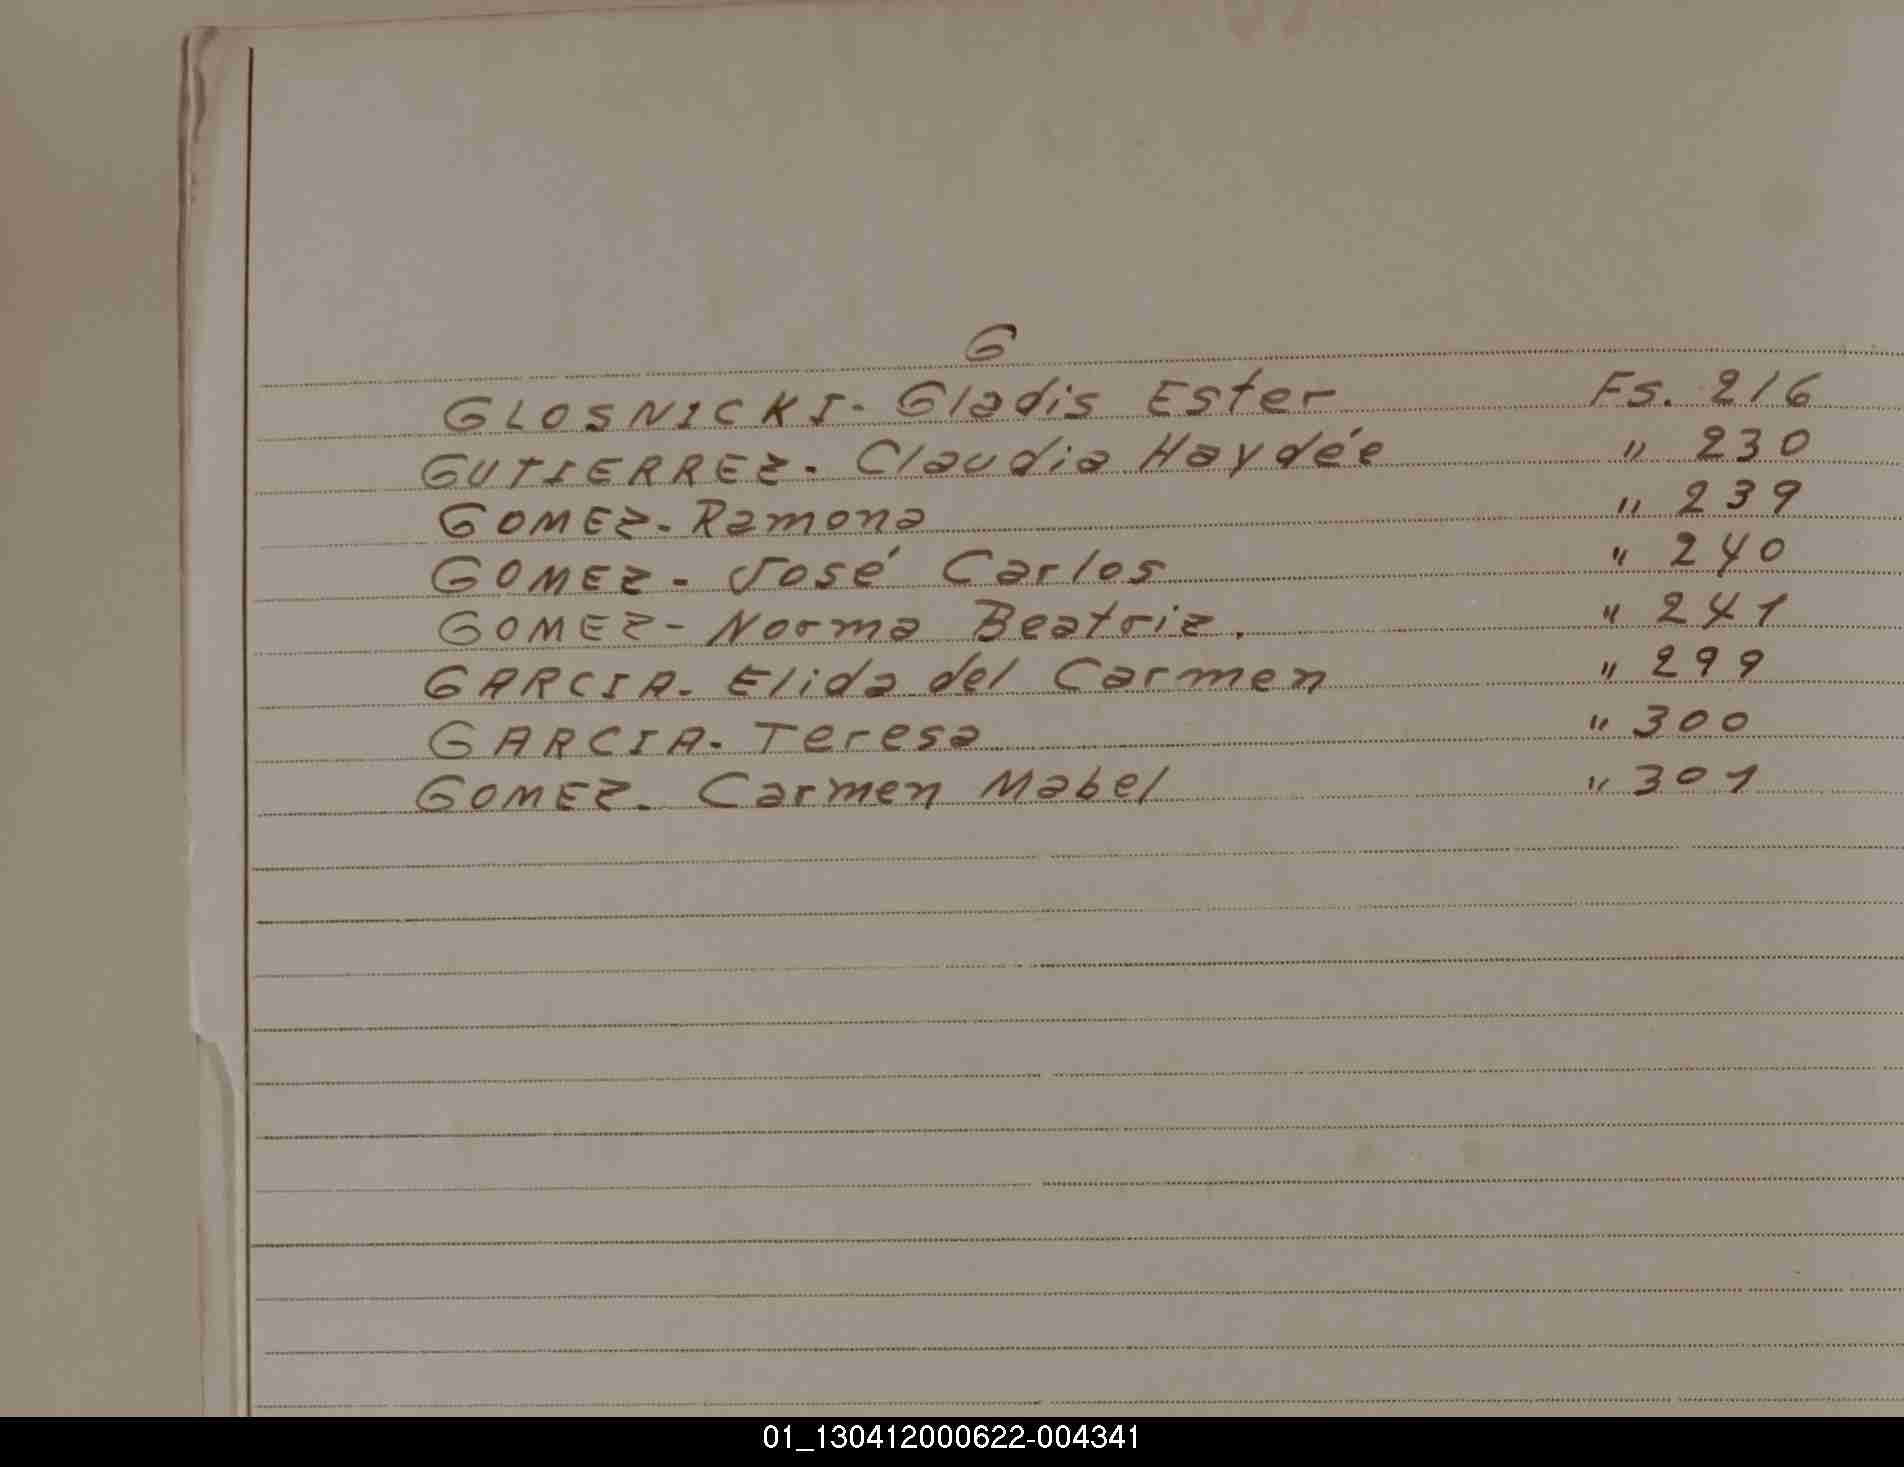 G
GLOSNICKI- Gladis Ester Fs. 216
GUTIERREZ- Claudia Haydée " 230
GOMEZ- Ramona " 239
GOMEZ- José Carlos " 240
GOMEZ- Norma Beatriz. " 241
GARCIA- Elida del Carmen " 299
GARCIA- Teresa " 300
GOMEZ- Carmen Mabel " 301
01_130412000622-004341